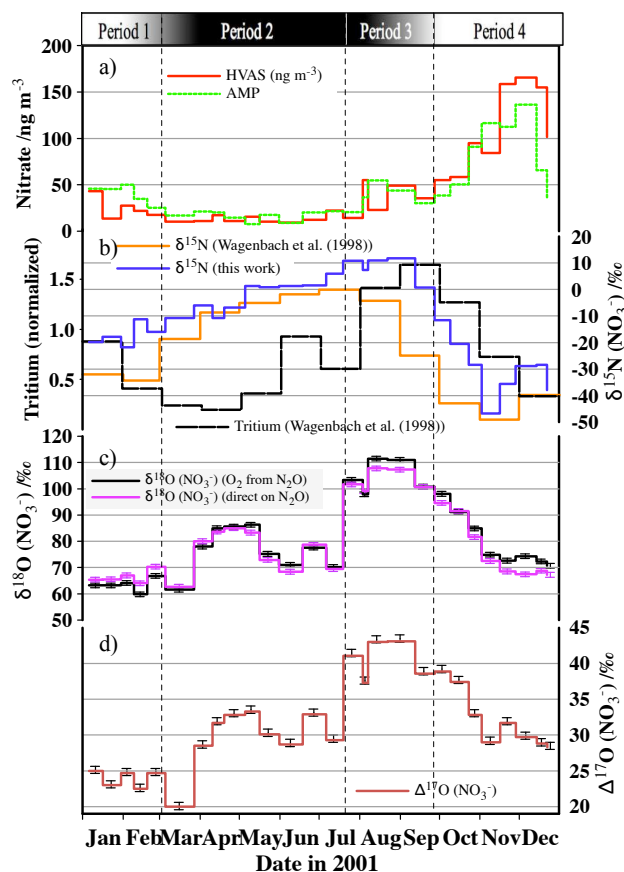 Period 1 Period 2 Period 3 Period 4
a)
HVAS (ng m⁻³)
AMP
Nitrate /ng m⁻³
200
150
100
50
0
b)
δ¹⁵N (Wagenbach et al. (1998))
δ¹⁵N (this work)
Tritium (Wagenbach et al. (1998))
Tritium (normalized)
1.5
1.0
0.5
20
10
0
-10
-20
-30
-40
-50
δ¹⁵N (NO₃⁻) /‰
c)
δ¹⁸O (NO₃⁻) (O₂ from N₂O)
δ¹⁸O (NO₃⁻) (direct on N₂O)
δ¹⁸O (NO₃⁻) /‰
120
110
100
90
80
70
60
50
d)
Δ¹⁷O (NO₃⁻)
45
40
35
30
25
20
Δ¹⁷O (NO₃⁻) /‰
Jan Feb Mar Apr May Jun Jul Aug Sep Oct Nov Dec
Date in 2001